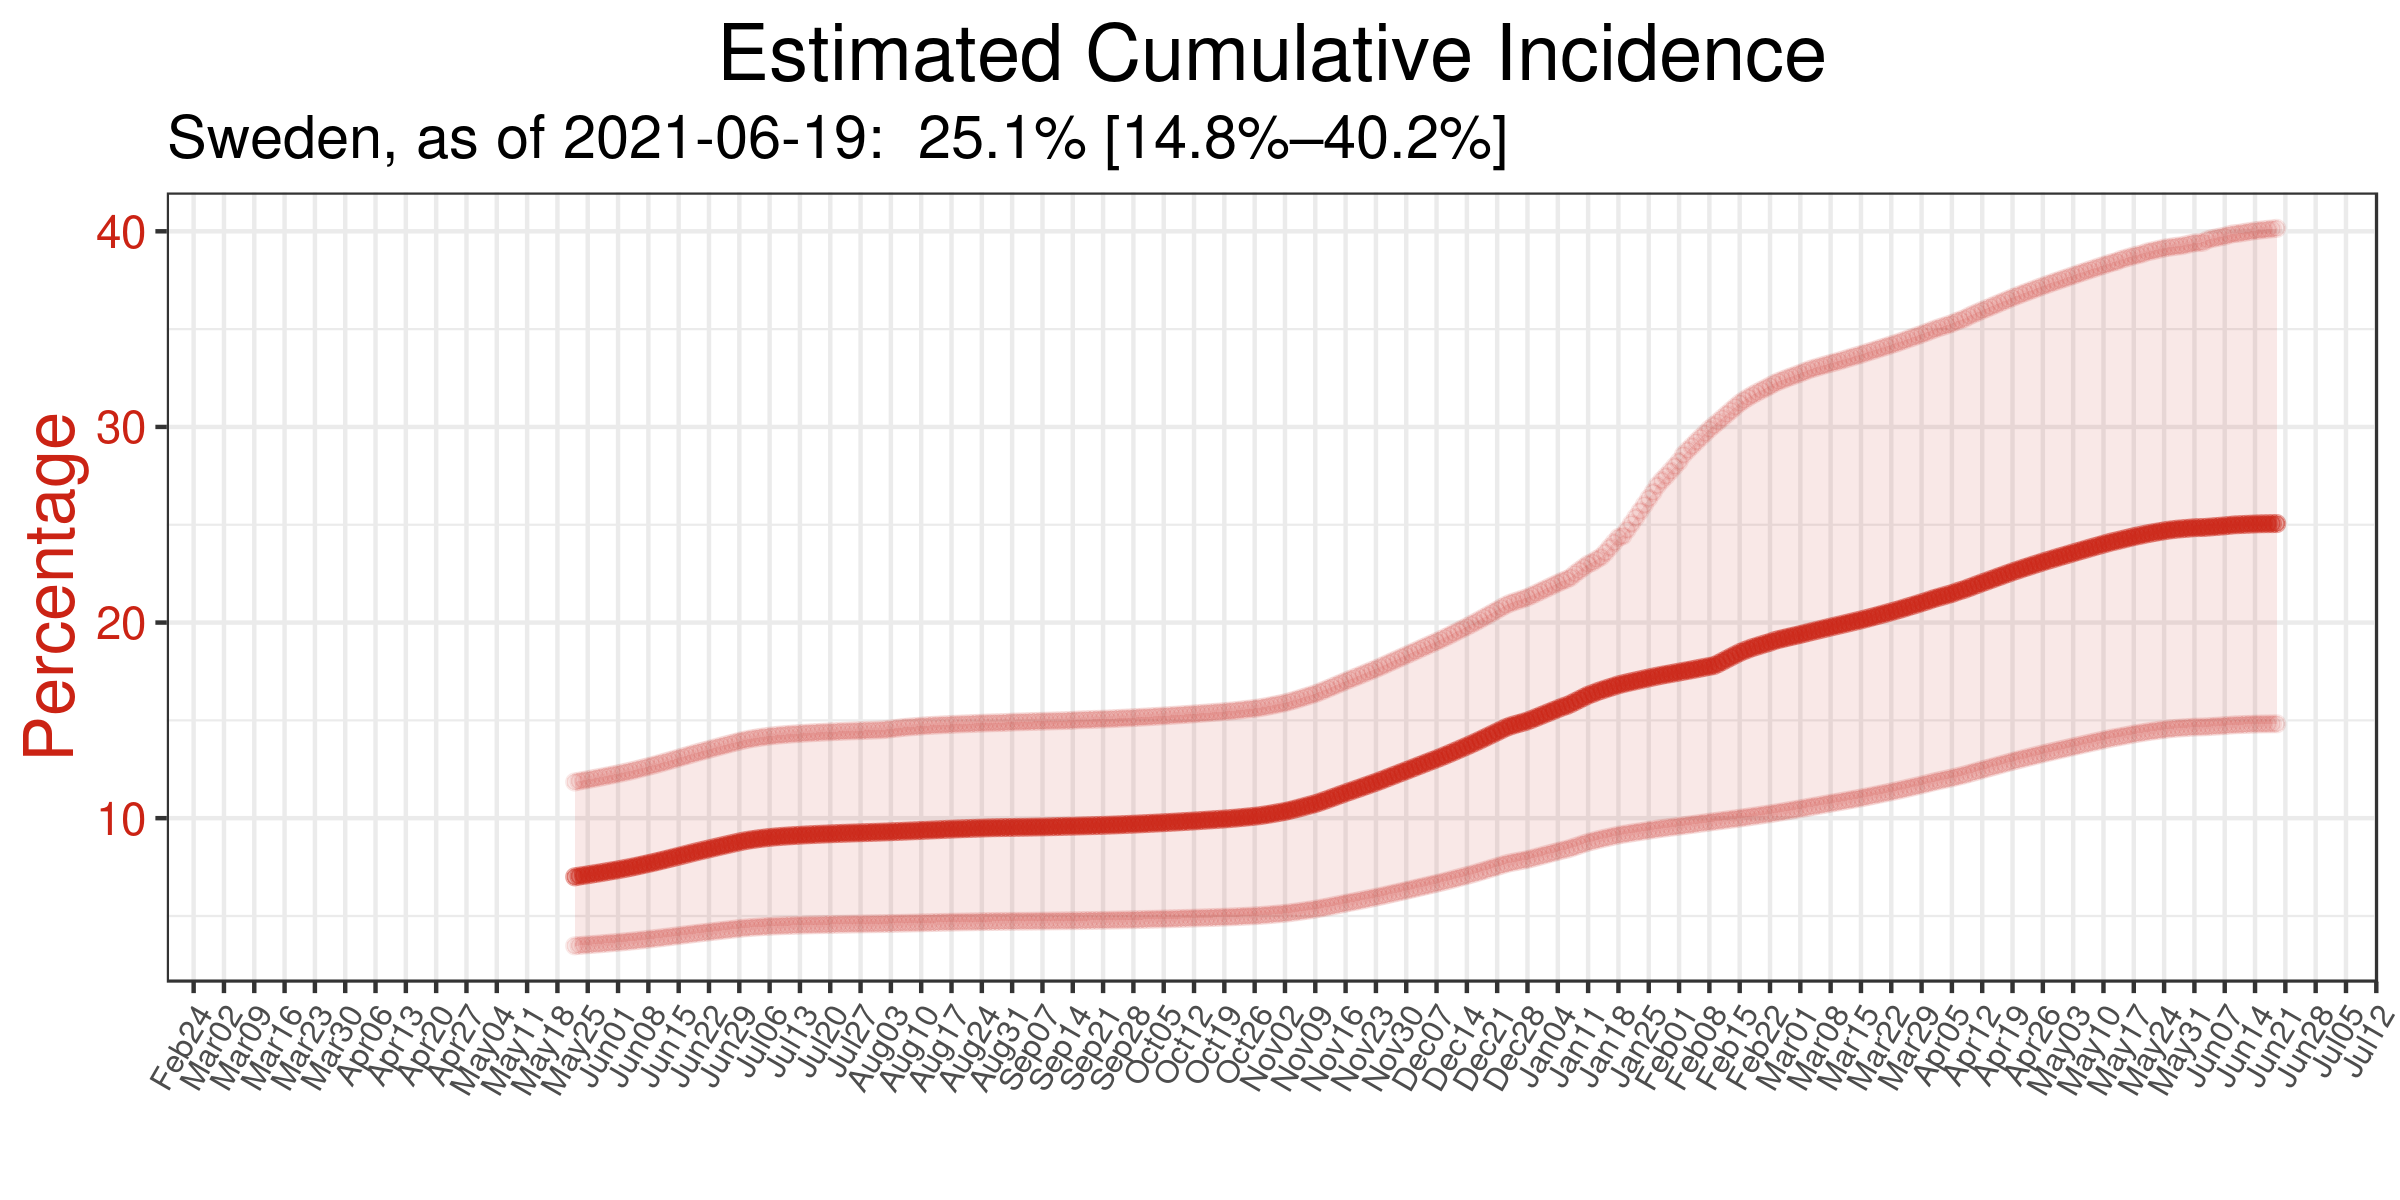 Estimated Cumulative Incidence
Sweden, as of 2021-06-19:  25.1% [14.8%–40.2%]
Percentage
40
30
20
10
Feb24
Mar02
Mar09
Mar16
Mar23
Mar30
Apr06
Apr13
Apr20
Apr27
May04
May11
May18
May25
Jun01
Jun08
Jun15
Jun22
Jun29
Jul06
Jul13
Jul20
Jul27
Aug03
Aug10
Aug17
Aug24
Aug31
Sep07
Sep14
Sep21
Sep28
Oct05
Oct12
Oct19
Oct26
Nov02
Nov09
Nov16
Nov23
Nov30
Dec07
Dec14
Dec21
Dec28
Jan04
Jan11
Jan18
Jan25
Feb01
Feb08
Feb15
Feb22
Mar01
Mar08
Mar15
Mar22
Mar29
Apr05
Apr12
Apr19
Apr26
May03
May10
May17
May24
May31
Jun07
Jun14
Jun21
Jun28
Jul05
Jul12